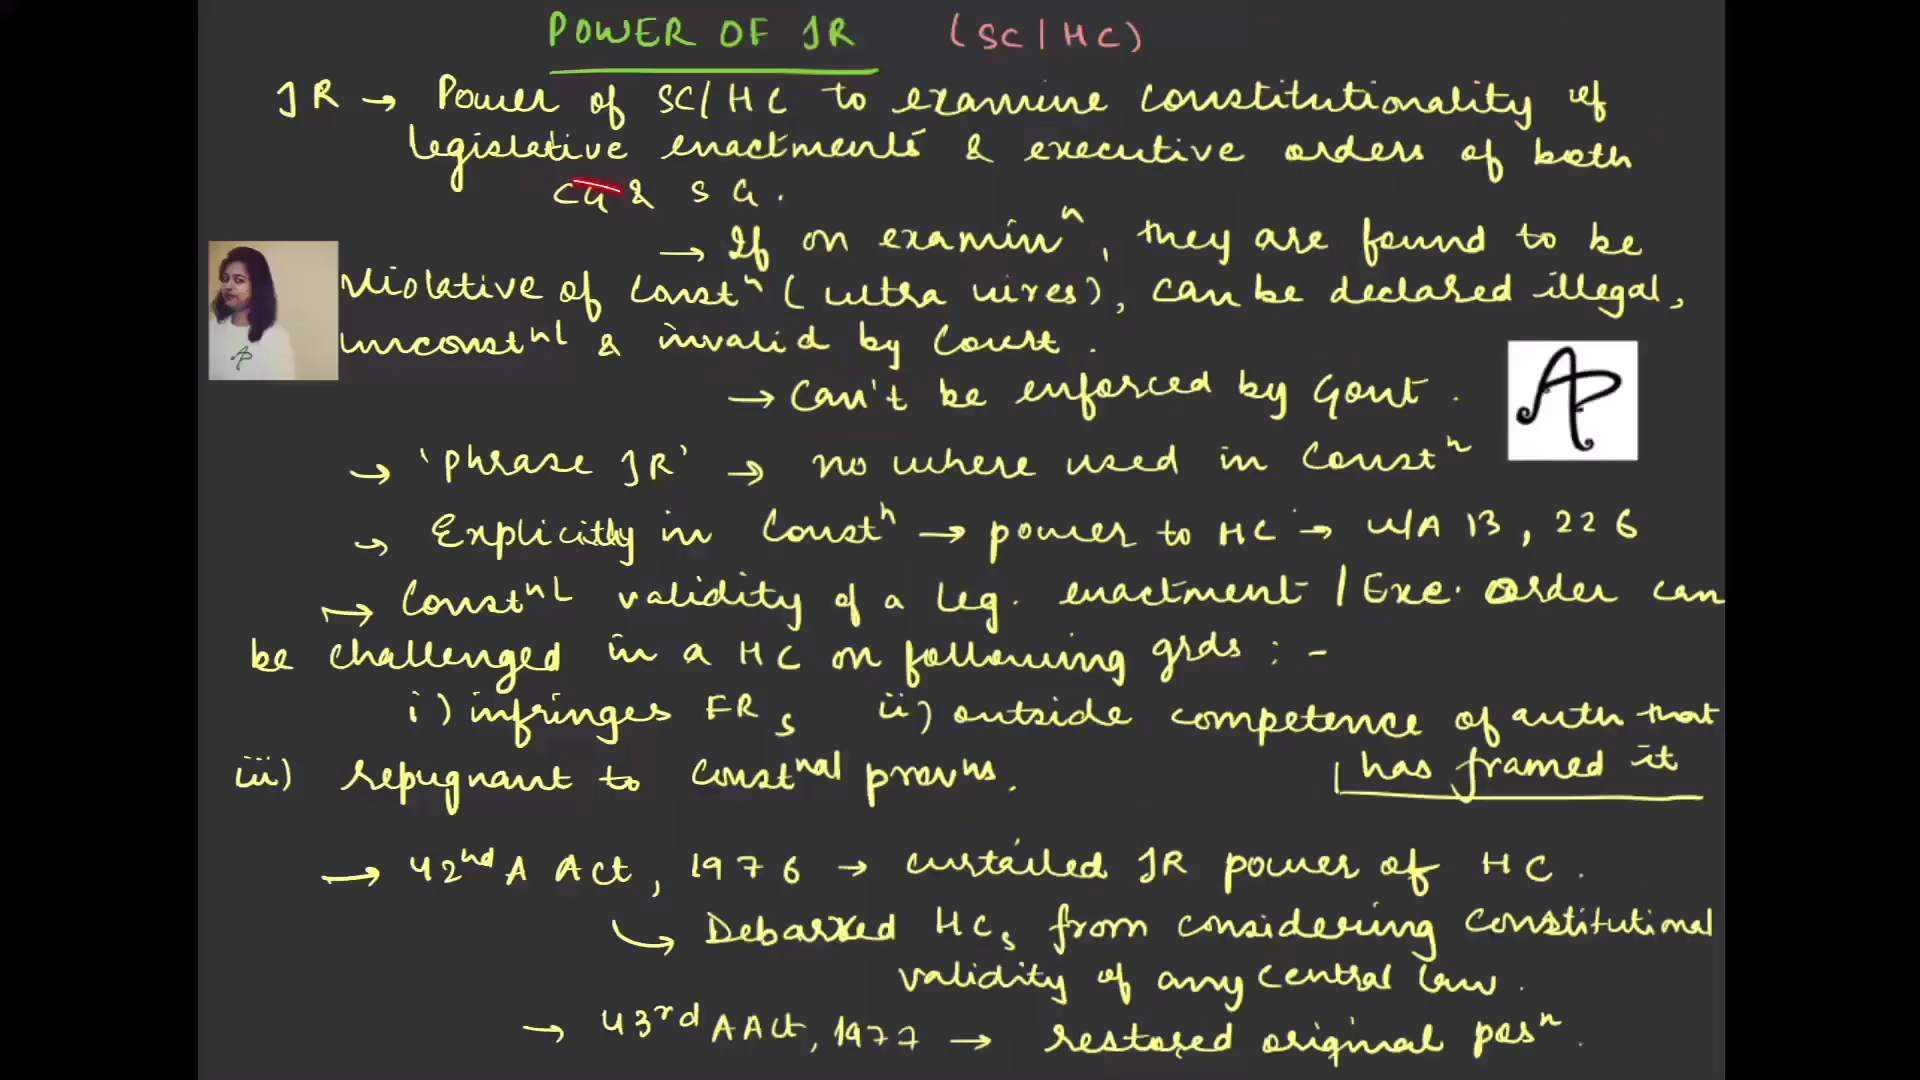 POWER OF JR (SC/HC)
JR → Power of SC/HC to examine constitutionality of
legislative enactments & executive orders of both
CG & SG.
→ If on examinⁿ, they are found to be
violative of Constⁿ (ultra vires), can be declared illegal,
unconstⁿˡ & invalid by Court.
→ Can't be enforced by Govt.
AP
AP
→ 'phrase JR' → no where used in Constⁿ
→ Explicitly in Constⁿ → power to HC → u/A 13, 226
→ Constⁿˡ validity of a leg. enactment / Exe. Order can
be challenged in a HC on following grds :-
i) infringes FRs ii) outside competence of auth that
has framed it
iii) repugnant to constⁿᵃˡ provⁿˢ.
→ 42ⁿᵈ A Act, 1976 → curtailed JR power of HC.
↳ Debarred HCs from considering constitutional
validity of any central law.
→ 43ʳᵈ A Act, 1977 → restored original posⁿ.